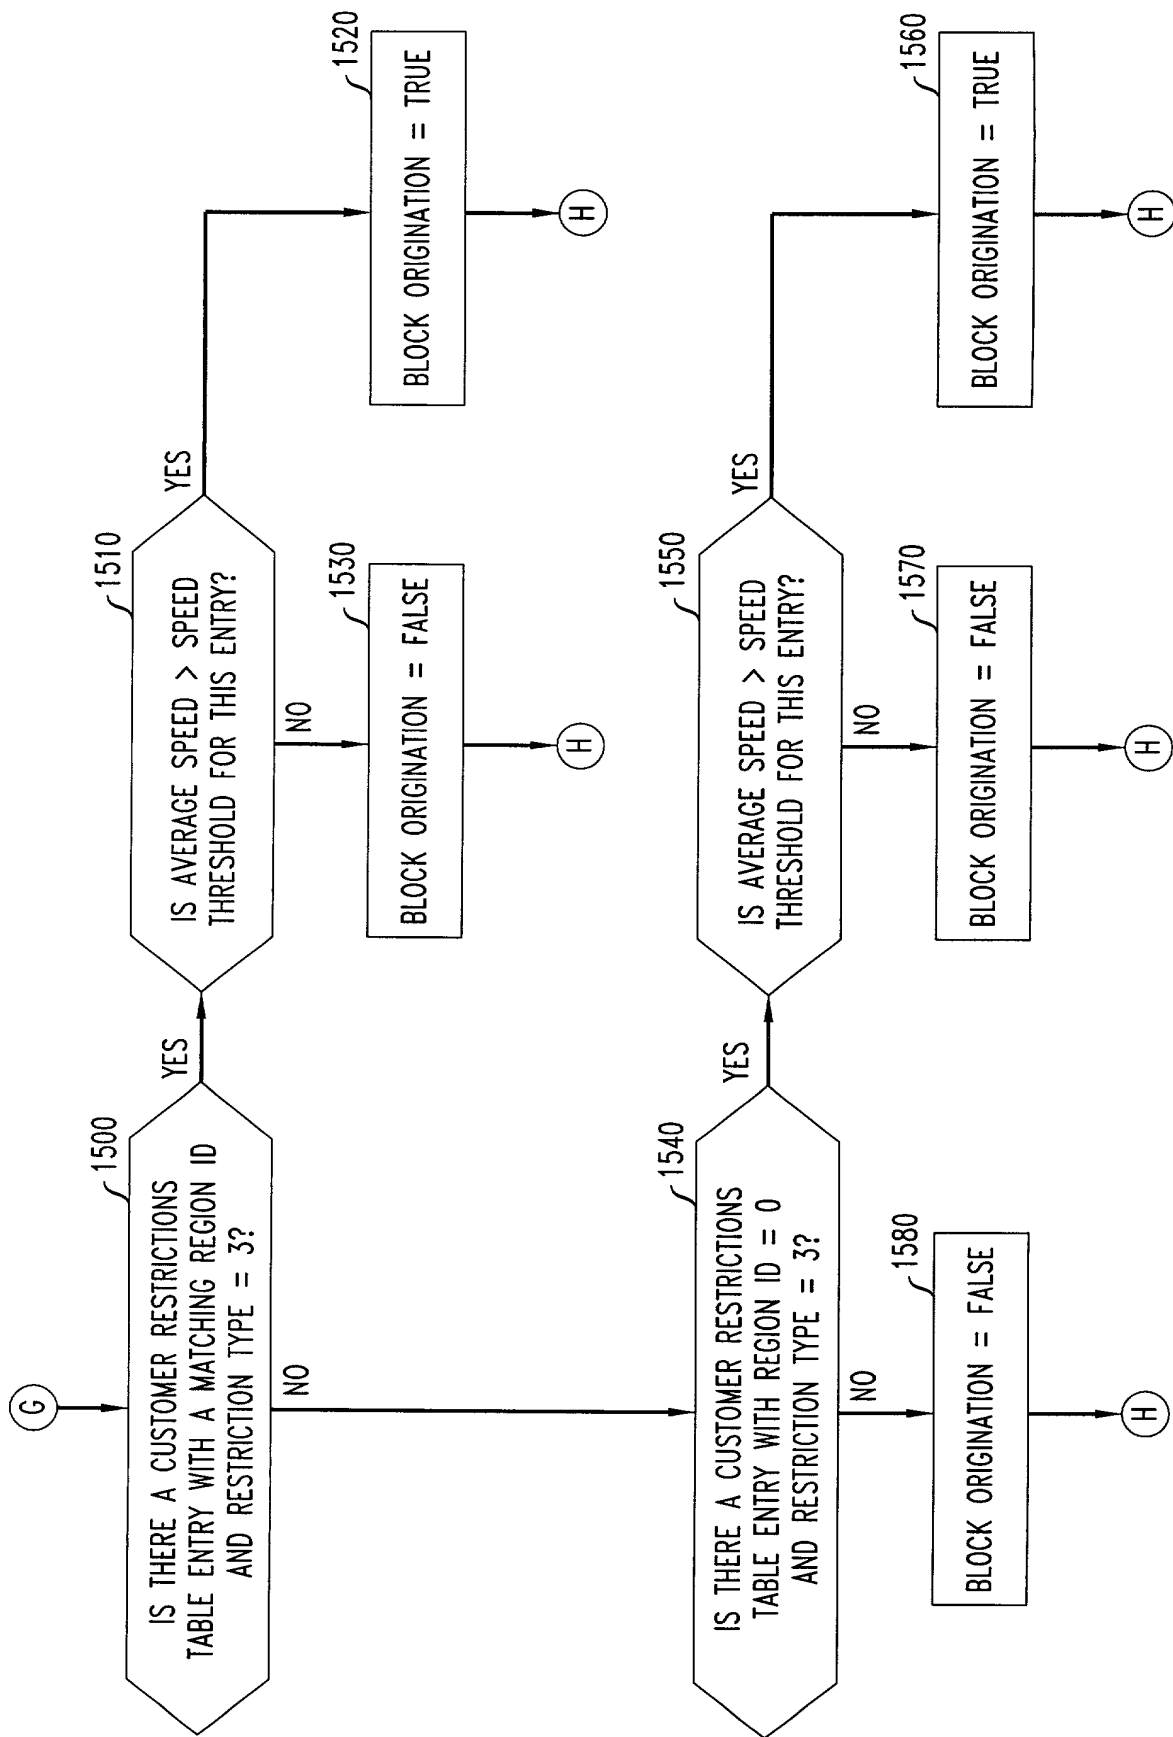 G
1500
IS THERE A CUSTOMER RESTRICTIONS
TABLE ENTRY WITH A MATCHING REGION ID
AND RESTRICTION TYPE = 3?
YES
NO
1510
IS AVERAGE SPEED > SPEED
THRESHOLD FOR THIS ENTRY?
YES
NO
1520
BLOCK ORIGINATION = TRUE
H
1530
BLOCK ORIGINATION = FALSE
H
1540
IS THERE A CUSTOMER RESTRICTIONS
TABLE ENTRY WITH REGION ID = 0
AND RESTRICTION TYPE = 3?
YES
NO
1550
IS AVERAGE SPEED > SPEED
THRESHOLD FOR THIS ENTRY?
YES
NO
1560
BLOCK ORIGINATION = TRUE
H
1570
BLOCK ORIGINATION = FALSE
H
1580
BLOCK ORIGINATION = FALSE
H